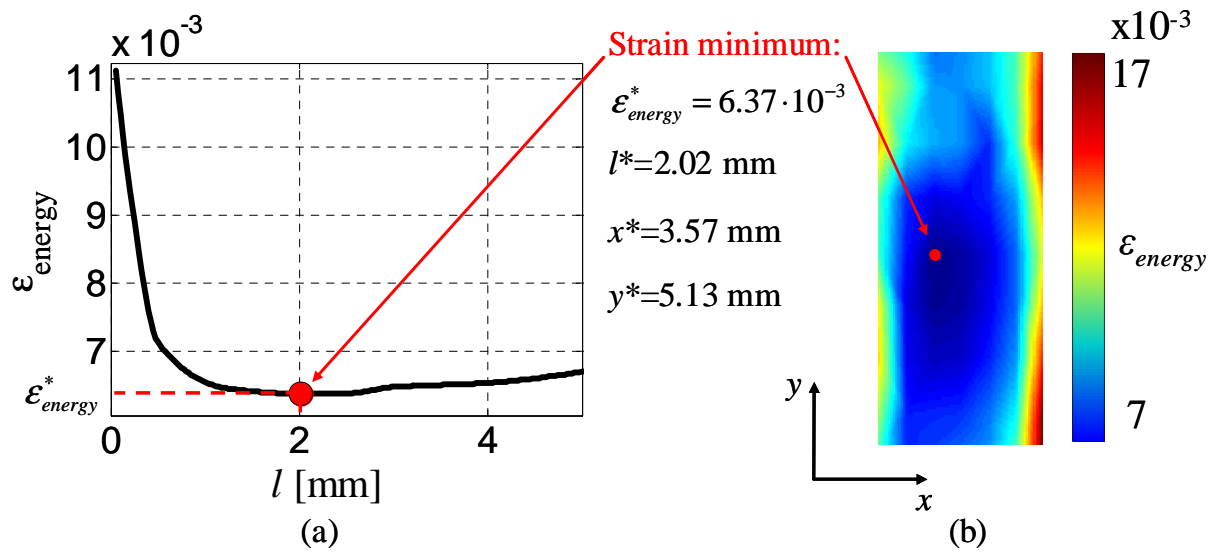 x 10⁻³
11
10
9
8
7
ε_energy
ε*_energy
0 2 4
l [mm]
(a)
Strain minimum:
ε*_energy = 6.37·10⁻³
l*=2.02 mm
x*=3.57 mm
y*=5.13 mm
y
x
(b)
x10⁻³
17
ε_energy
7